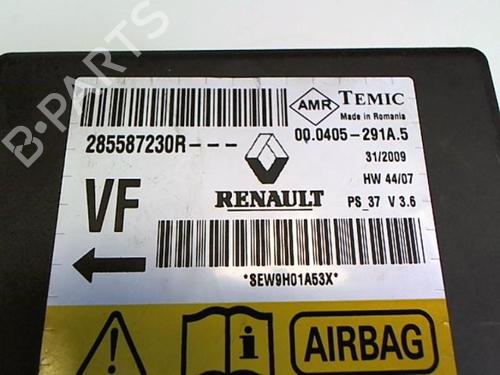 B-PARTS
AMR TEMIC
Made in Romania
285587230R--- 00.0405-291A.5
31/2009
HW 44/07
VF RENAULT PS_37 V 3.6
*8EW9H01A53X*
i AIRBAG